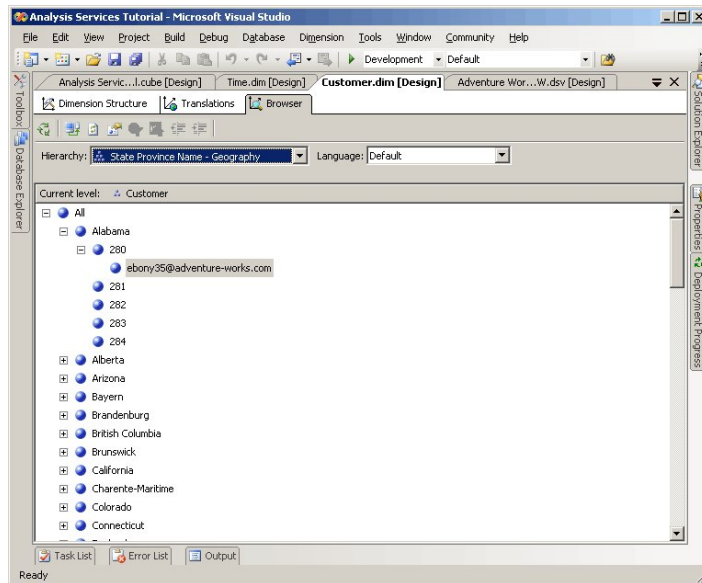 Analysis Services Tutorial - Microsoft Visual Studio
File Edit View Project Build Debug Database Dimension Tools Window Community Help
Development Default
Analysis Servic...l.cube [Design] Time.dim [Design] Customer.dim [Design] Adventure Wor...W.dsv [Design]
Dimension Structure Translations Browser
Hierarchy: State Province Name - Geography Language: Default
Current level: Customer
All
Alabama
280
ebony35@adventure-works.com
281
282
283
284
Alberta
Arizona
Bayern
Brandenburg
British Columbia
Brunswick
California
Charente-Maritime
Colorado
Connecticut
Task List Error List Output
Ready
Toolbox
Database Explorer
Solution Explorer
Properties
Deployment Progress